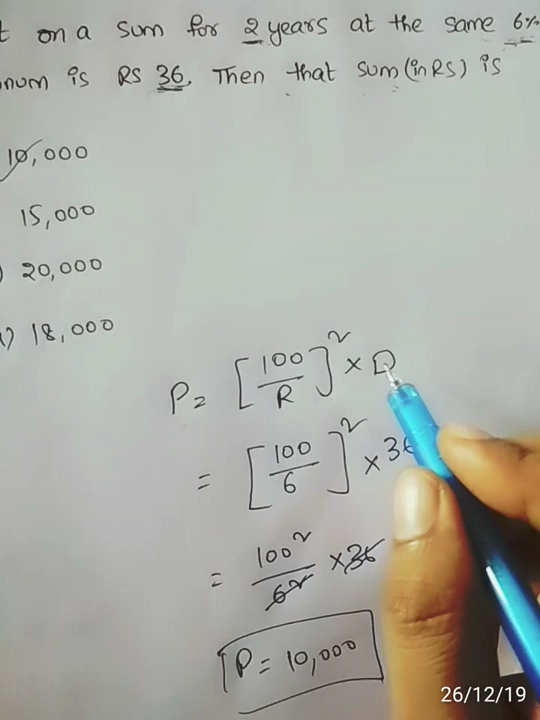 on a sum for 2 years at the same 6%
num is RS 36. Then that sum (in RS) is
10,000
15,000
) 20,000
) 18,000
P = [100/R]² × D
= [100/6]² × 36
= 100²/6² × 36
P = 10,000
26/12/19